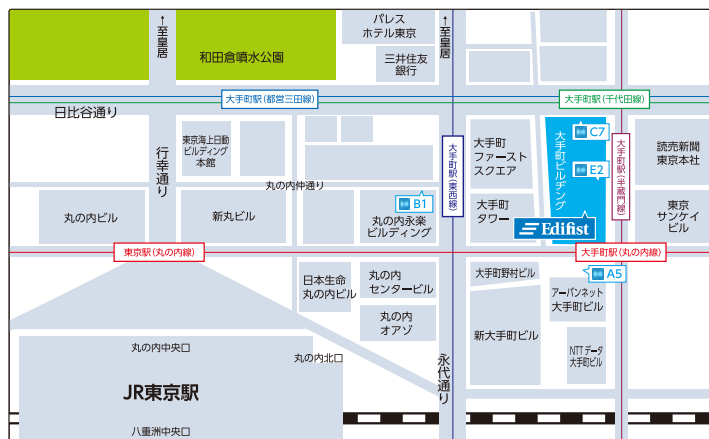 ↑至皇居
和田倉噴水公園
パレス
ホテル東京
三井住友
銀行
↑至皇居
大手町駅(都営三田線)
大手町駅(千代田線)
日比谷通り
行幸通り
東京海上日動
ビルディング
本館
大手町駅(東西線)
大手町
ファースト
スクエア
大手町ビルヂング
C7
E2
大手町駅(半蔵門線)
読売新聞
東京本社
丸の内仲通り
丸の内ビル
新丸ビル
B1
丸の内永楽
ビルディング
大手町
タワー
Edifist
東京
サンケイ
ビル
東京駅(丸の内線)
大手町駅(丸の内線)
日本生命
丸の内ビル
丸の内
センタービル
大手町野村ビル
A5
アーバンネット
大手町ビル
丸の内
オアゾ
新大手町ビル
NTTデータ
大手町ビル
丸の内中央口
丸の内北口
永代通り
JR東京駅
八重洲中央口